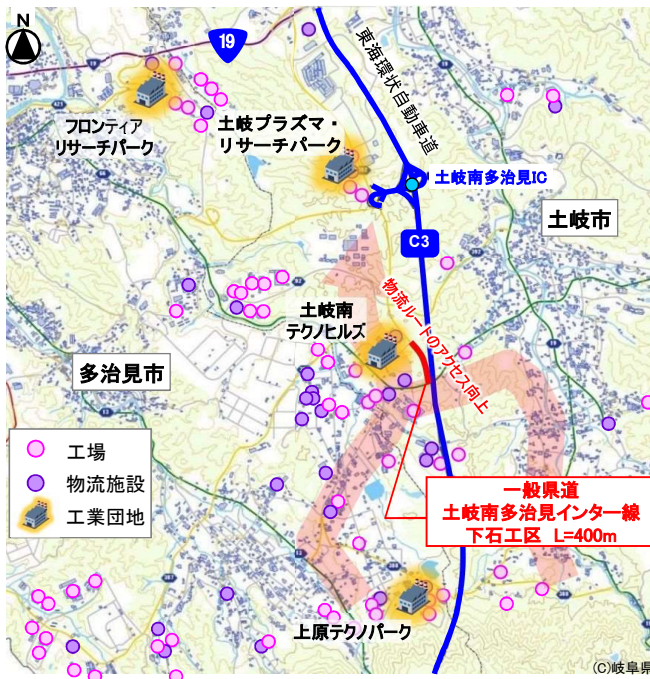 N
19
東海環状自動車道
フロンティア
リサーチパーク
土岐プラズマ・
リサーチパーク
土岐南多治見IC
土岐市
C3
物流ルートのアクセス向上
土岐南
テクノヒルズ
多治見市
工場
物流施設
工業団地
一般県道
土岐南多治見インター線
下石工区 L=400m
上原テクノパーク
(C)岐阜県